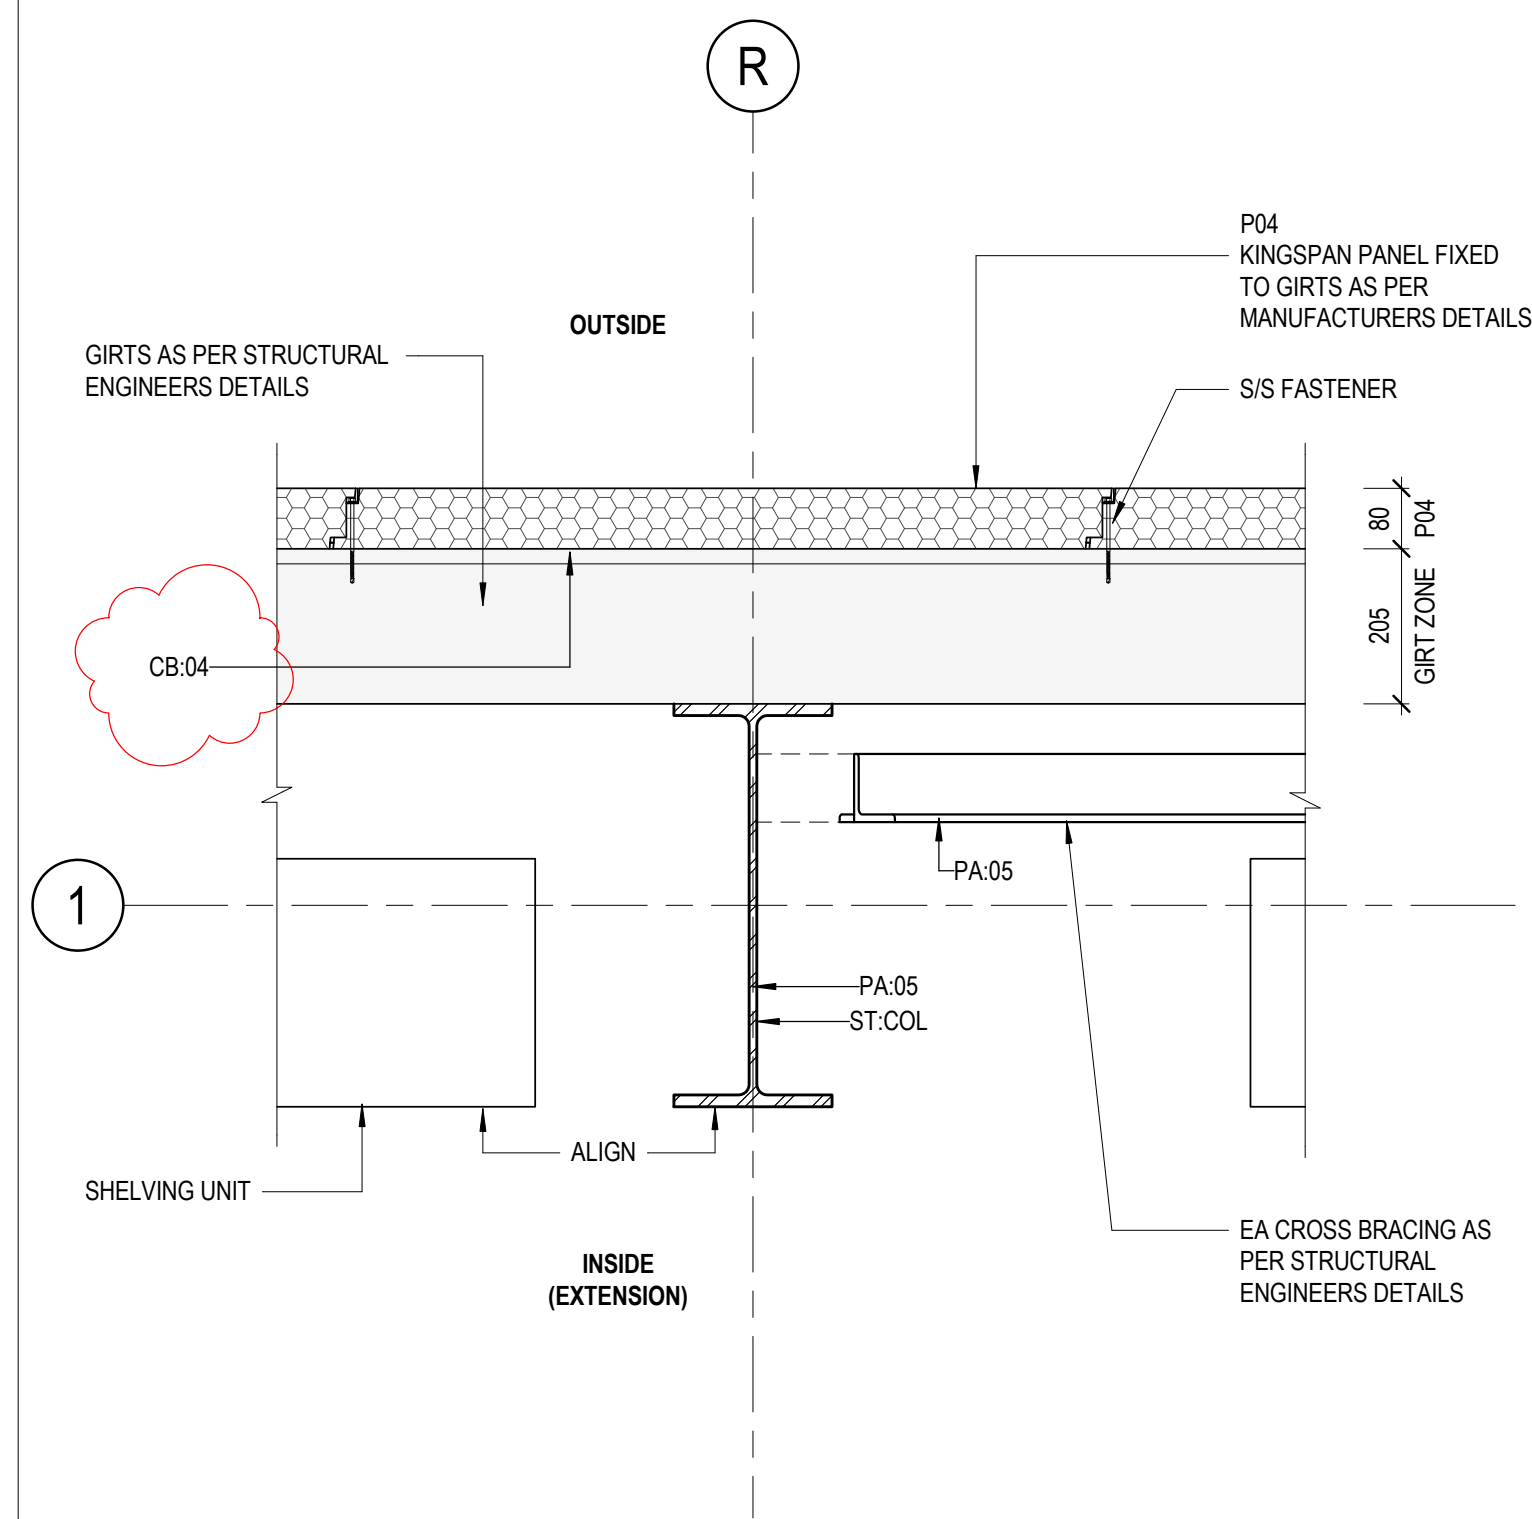 R
P04
KINGSPAN PANEL FIXED
TO GIRTS AS PER
MANUFACTURERS DETAILS
OUTSIDE
GIRTS AS PER STRUCTURAL
ENGINEERS DETAILS
S/S FASTENER
80
P04
205
GIRT ZONE
CB:04
PA:05
1
PA:05
ST:COL
ALIGN
SHELVING UNIT
EA CROSS BRACING AS
PER STRUCTURAL
ENGINEERS DETAILS
INSIDE
(EXTENSION)